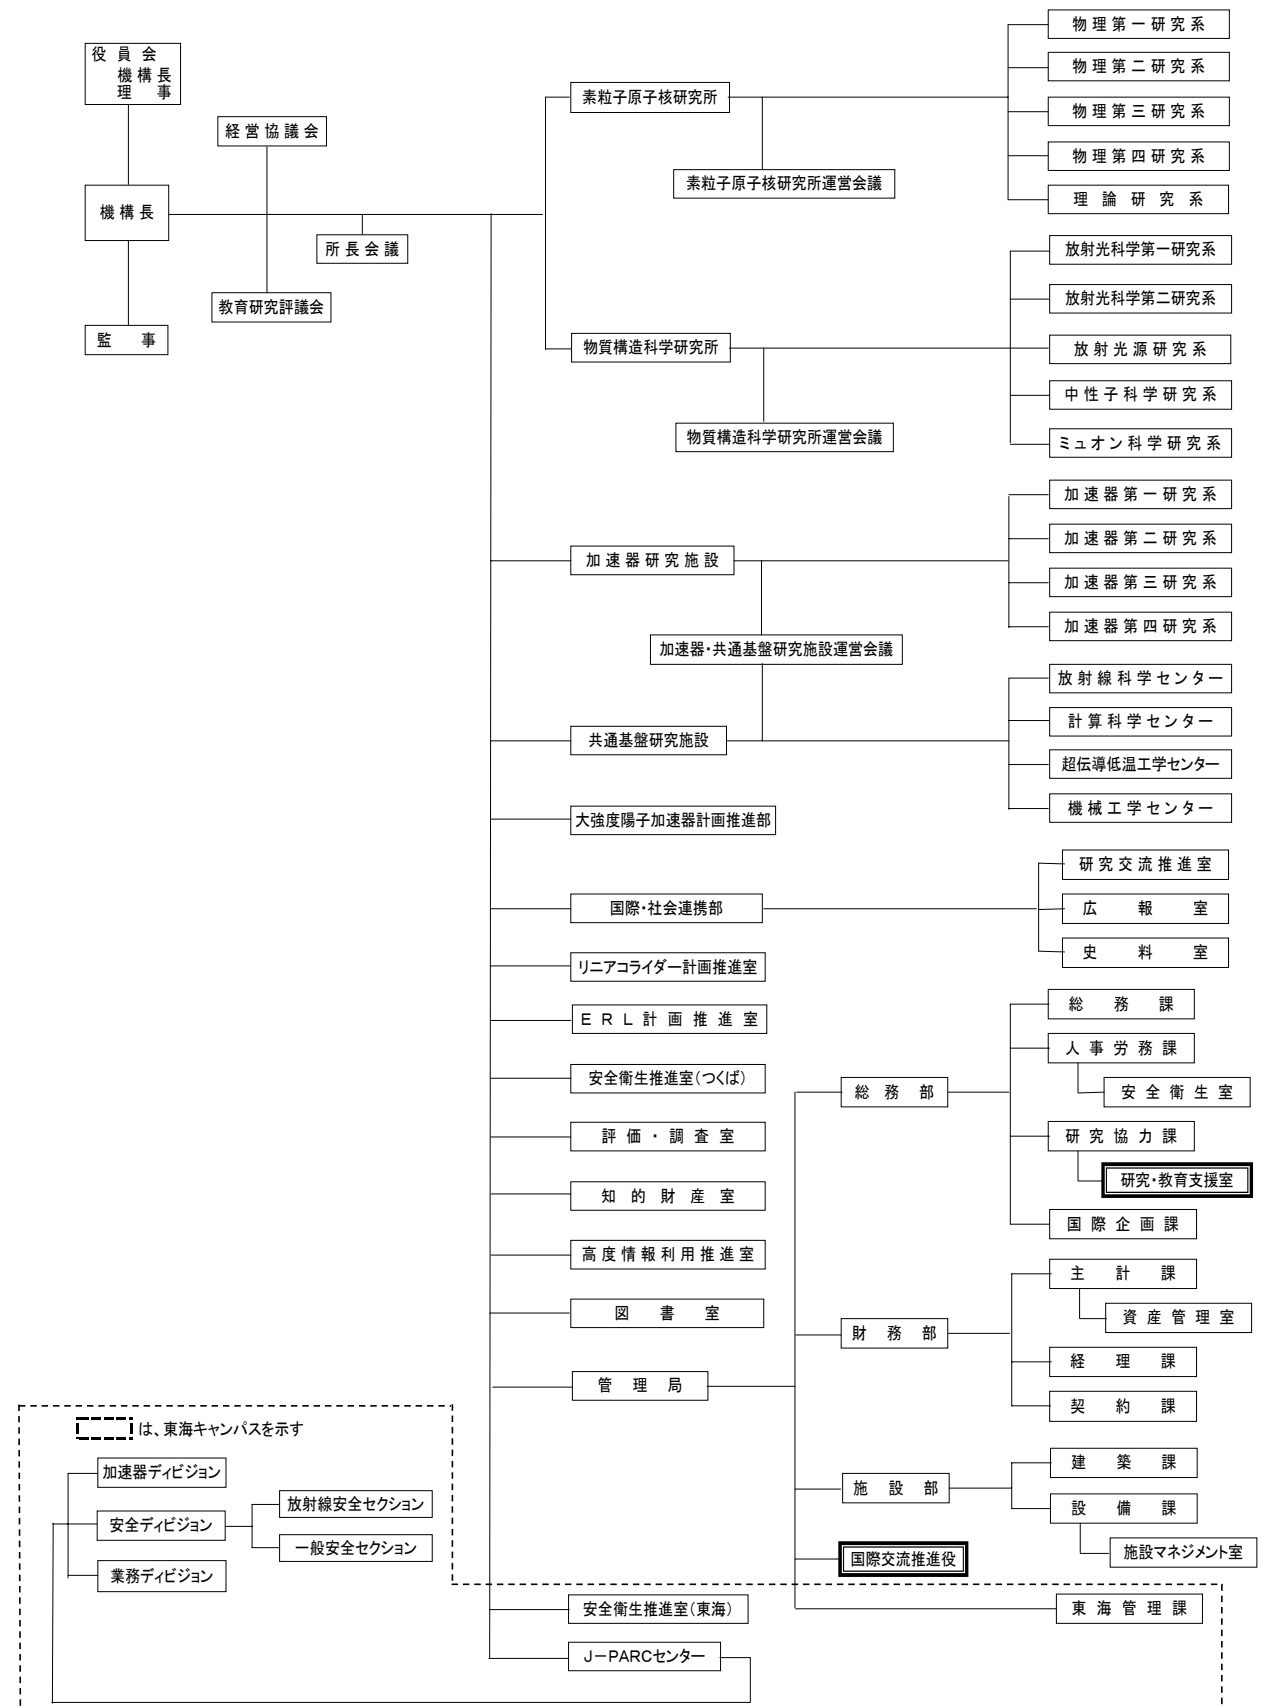 役員会
機構長
理事
経営協議会
機構長
所長会議
教育研究評議会
監事
素粒子原子核研究所
素粒子原子核研究所運営会議
物理第一研究系
物理第二研究系
物理第三研究系
物理第四研究系
理論研究系
物質構造科学研究所
物質構造科学研究所運営会議
放射光科学第一研究系
放射光科学第二研究系
放射光源研究系
中性子科学研究系
ミュオン科学研究系
加速器研究施設
加速器・共通基盤研究施設運営会議
加速器第一研究系
加速器第二研究系
加速器第三研究系
加速器第四研究系
共通基盤研究施設
放射線科学センター
計算科学センター
超伝導低温工学センター
機械工学センター
大強度陽子加速器計画推進部
国際・社会連携部
研究交流推進室
広報室
史料室
リニアコライダー計画推進室
ERL計画推進室
安全衛生推進室(つくば)
評価・調査室
知的財産室
高度情報利用推進室
図書室
管理局
総務部
総務課
人事労務課
安全衛生室
研究協力課
研究・教育支援室
国際企画課
財務部
主計課
資産管理室
経理課
契約課
施設部
建築課
設備課
施設マネジメント室
国際交流推進役
東海管理課
は、東海キャンパスを示す
加速器ディビジョン
安全ディビジョン
放射線安全セクション
一般安全セクション
業務ディビジョン
安全衛生推進室(東海)
J-PARCセンター